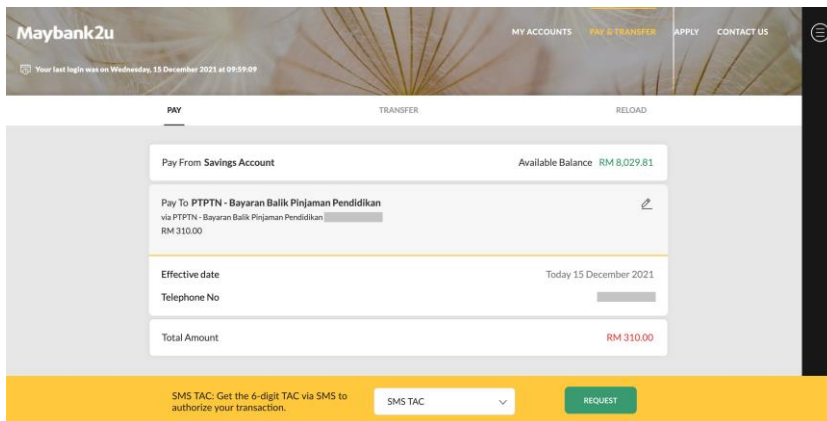 Maybank2u
MY ACCOUNTS PAY & TRANSFER APPLY CONTACT US
Your last login was on Wednesday, 15 December 2021 at 09:59:09
PAY TRANSFER RELOAD
Pay From Savings Account Available Balance RM 8,029.81
Pay To PTPTN - Bayaran Balik Pinjaman Pendidikan
via PTPTN - Bayaran Balik Pinjaman Pendidikan
RM 310.00
Effective date Today 15 December 2021
Telephone No
Total Amount RM 310.00
SMS TAC: Get the 6-digit TAC via SMS to
authorize your transaction.
SMS TAC
REQUEST